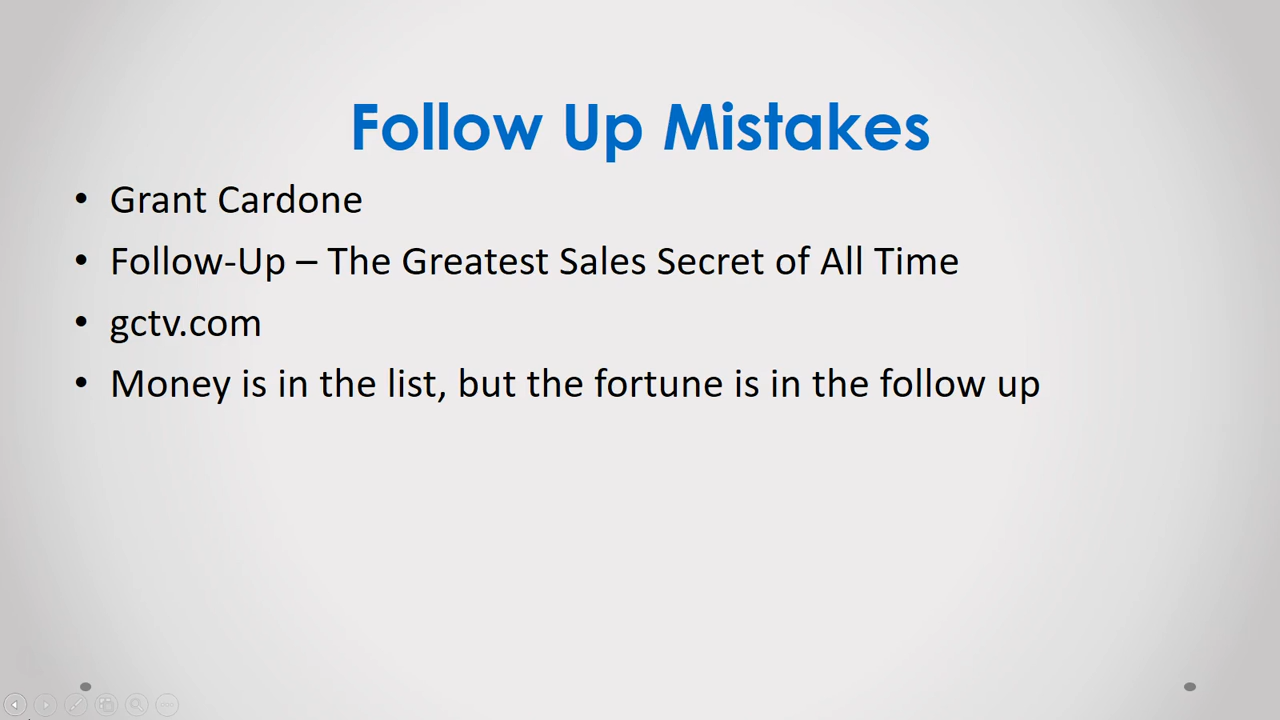 Follow Up Mistakes
• Grant Cardone
• Follow-Up – The Greatest Sales Secret of All Time
• gctv.com
• Money is in the list, but the fortune is in the follow up